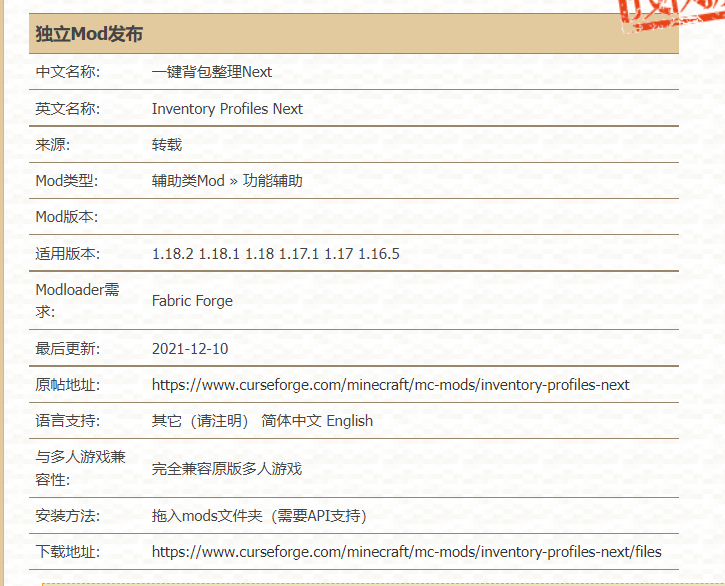 独立Mod发布
中文名称: 一键背包整理Next
英文名称: Inventory Profiles Next
来源: 转载
Mod类型: 辅助类Mod » 功能辅助
Mod版本:
适用版本: 1.18.2 1.18.1 1.18 1.17.1 1.17 1.16.5
Modloader需
求: Fabric Forge
最后更新: 2021-12-10
原帖地址: https://www.curseforge.com/minecraft/mc-mods/inventory-profiles-next
语言支持: 其它（请注明） 简体中文 English
与多人游戏兼
容性: 完全兼容原版多人游戏
安装方法: 拖入mods文件夹（需要API支持）
下载地址: https://www.curseforge.com/minecraft/mc-mods/inventory-profiles-next/files